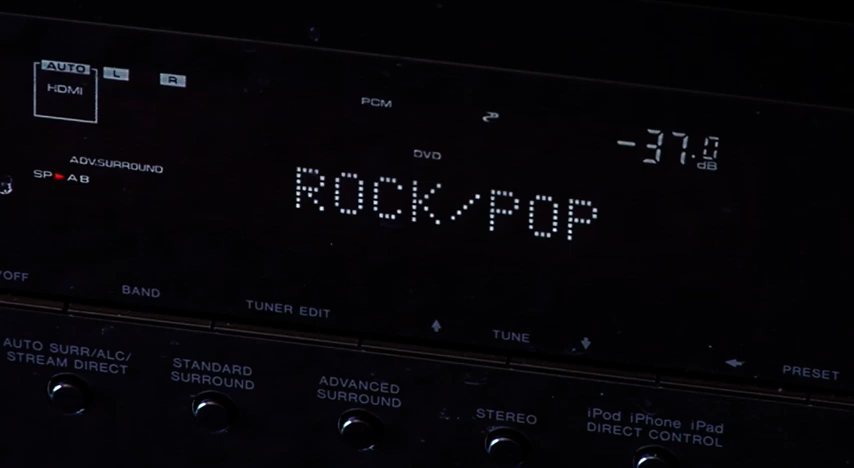 AUTO L R
HDMI
PCM
-37.0
dB
DVD
ADV.SURROUND
SP AB
ROCK/POP
/OFF
BAND
TUNER EDIT
TUNE
PRESET
AUTO SURR/ALC/
STREAM DIRECT
STANDARD
SURROUND
ADVANCED
SURROUND
STEREO
iPod iPhone iPad
DIRECT CONTROL